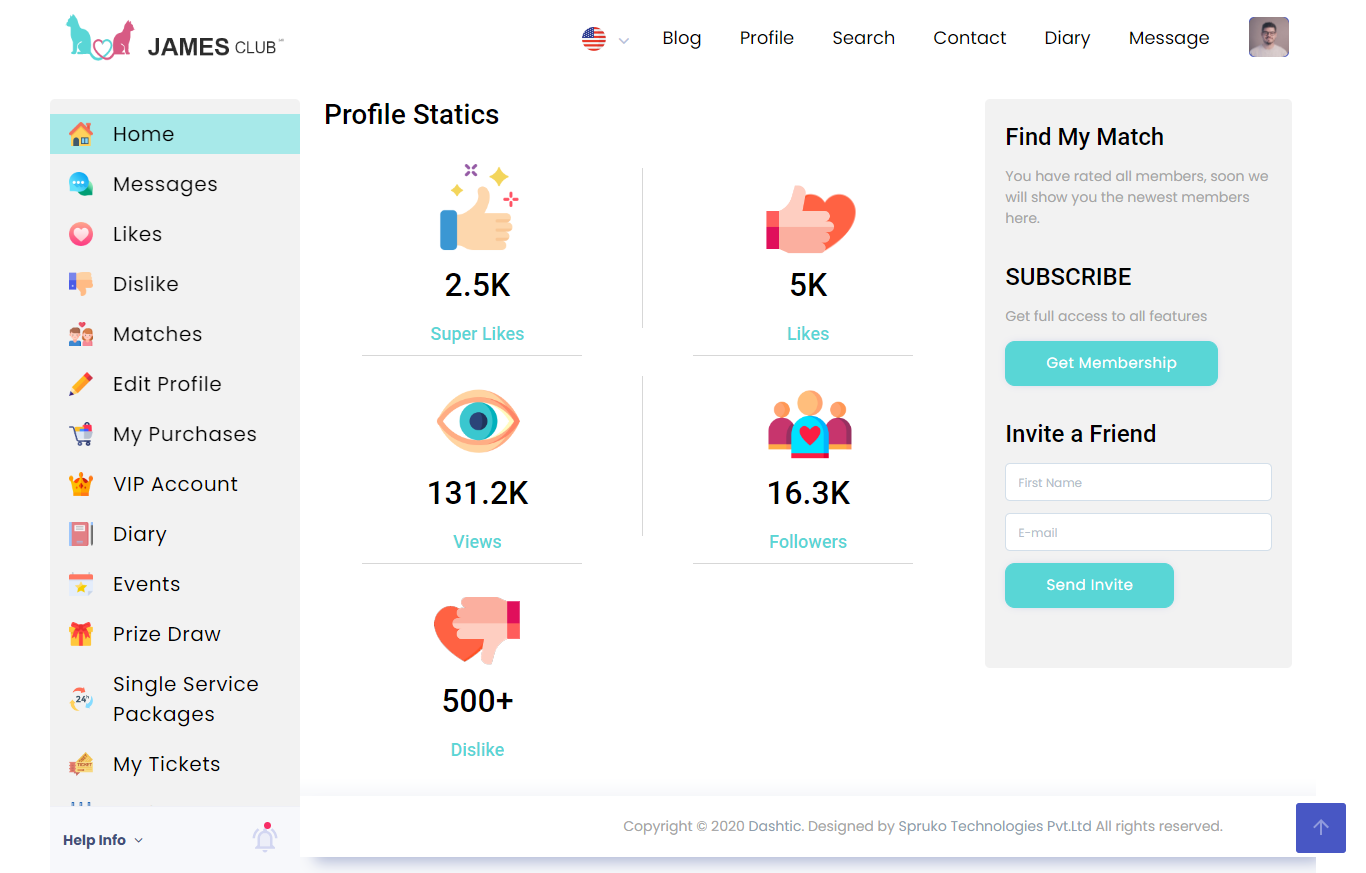 JAMES CLUB
Blog
Profile
Search
Contact
Diary
Message
Home
Messages
Likes
Dislike
Matches
Edit Profile
My Purchases
VIP Account
Diary
Events
Prize Draw
Single Service
Packages
My Tickets
Help Info
Profile Statics
2.5K
Super Likes
5K
Likes
131.2K
Views
16.3K
Followers
500+
Dislike
Find My Match
You have rated all members, soon we
will show you the newest members
here.
SUBSCRIBE
Get full access to all features
Get Membership
Invite a Friend
First Name
E-mail
Send Invite
Copyright © 2020 Dashtic. Designed by Spruko Technologies Pvt.Ltd All rights reserved.